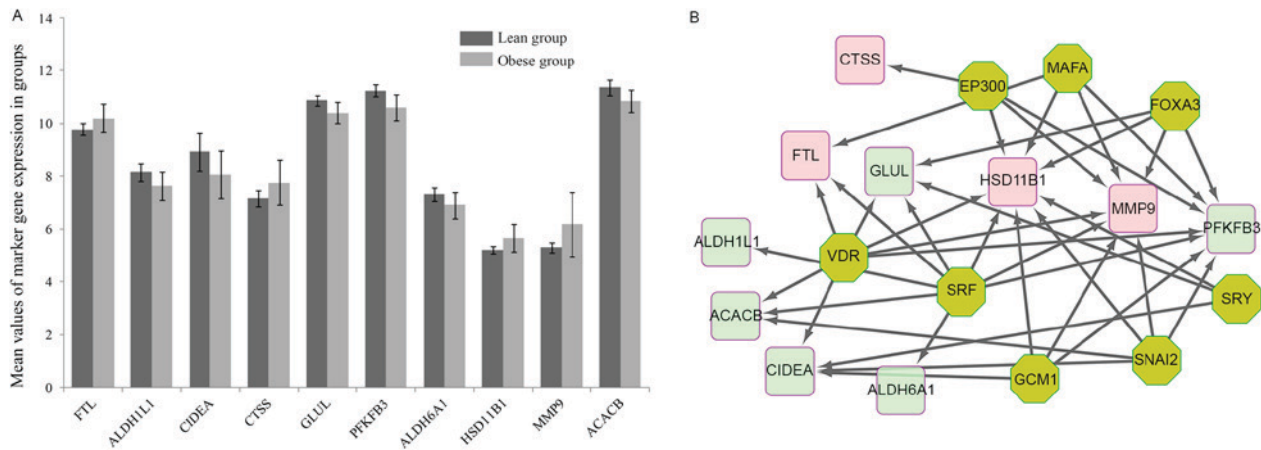 A
Mean values of marker gene expression in groups
14
12
10
8
6
4
2
0
Lean group
Obese group
FTL
ALDH1L1
CIDEA
CTSS
GLUL
PFKFB3
ALDH6A1
HSD11B1
MMP9
ACACB
B
CTSS
EP300
MAFA
FOXA3
FTL
GLUL
HSD11B1
MMP9
PFKFB3
ALDH1L1
VDR
SRF
SRY
ACACB
CIDEA
ALDH6A1
GCM1
SNAI2